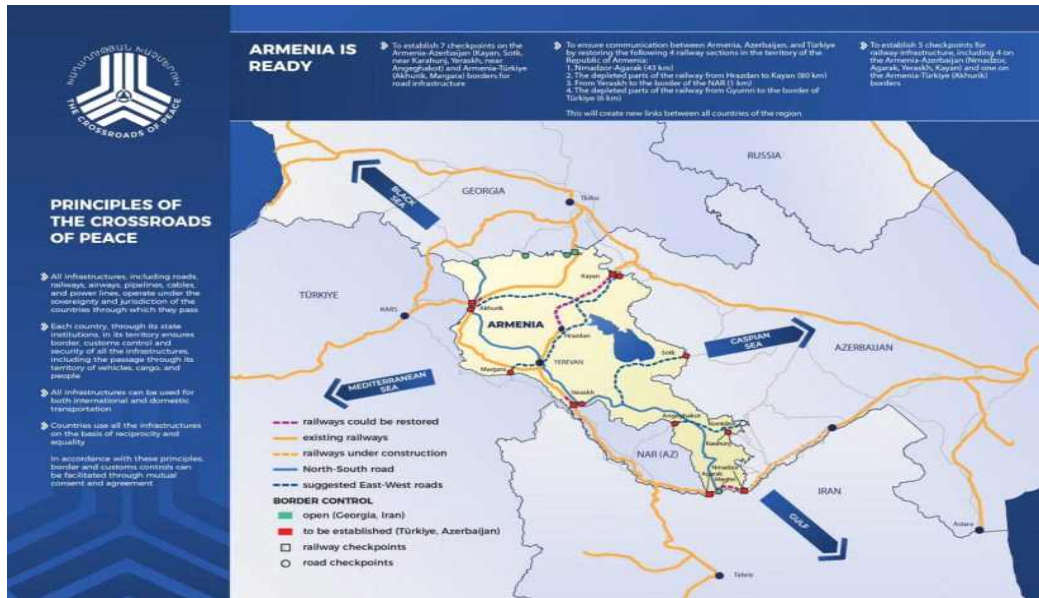 ԽԱՂԱՂՈՒԹՅԱՆ ԽԱՉՄԵՐՈՒԿ
THE CROSSROADS OF PEACE
ARMENIA IS
READY
To establish 7 checkpoints on the
Armenia-Azerbaijan (Kayan, Sotk,
near Karahunj, Yeraskh, near
Angeghakot) and Armenia-Türkiye
(Akhurik, Margara) borders for
road infrastructure
To ensure communication between Armenia, Azerbaijan, and Türkiye
by restoring the following 4 railway sections in the territory of the
Republic of Armenia:
1. Nrnadzor-Agarak (43 km)
2. The depleted parts of the railway from Hrazdan to Kayan (80 km)
3. From Yeraskh to the border of the NAR (1 km)
4. The depleted parts of the railway from Gyumri to the border of
Türkiye (6 km)
This will create new links between all countries of the region
To establish 5 checkpoints for
railway infrastructure, including 4 on
the Armenia-Azerbaijan (Nrnadzor,
Agarak, Yeraskh, Kayan) and one on
the Armenia-Türkiye (Akhurik)
borders
PRINCIPLES OF
THE CROSSROADS
OF PEACE
All infrastructures, including roads,
railways, airways, pipelines, cables,
and power lines, operate under the
sovereignty and jurisdiction of the
countries through which they pass
Each country, through its state
institutions, in its territory ensures
border, customs control and
security of all the infrastructures,
including the passage through its
territory of vehicles, cargo, and
people
All infrastructures can be used for
both international and domestic
transportation
Countries use all the infrastructures
on the basis of reciprocity and
equality
In accordance with these principles,
border and customs controls can
be facilitated through mutual
consent and agreement
RUSSIA
BLACK
SEA
GEORGIA
Tbilisi
Kayan
TÜRKIYE
KARS
Akhurik
ARMENIA
Hrazdan
CASPIAN
SEA
AZERBAIJAN
Sotk
YEREVAN
Margara
MEDITERRANEAN
SEA
Yeraskh
Angeghakot
Karahunj
NAR (AZ)
Nrnadzor
Agarak
Meghri
IRAN
GULF
Astara
railways could be restored
existing railways
railways under construction
North-South road
suggested East-West roads
BORDER CONTROL
open (Georgia, Iran)
to be established (Türkiye, Azerbaijan)
railway checkpoints
road checkpoints